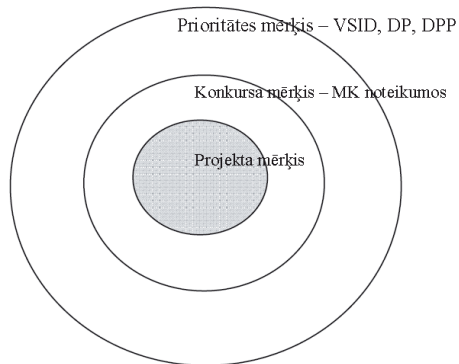 Prioritātes mērķis – VSID, DP, DPP
Konkursa mērķis – MK noteikumos
Projekta mērķis